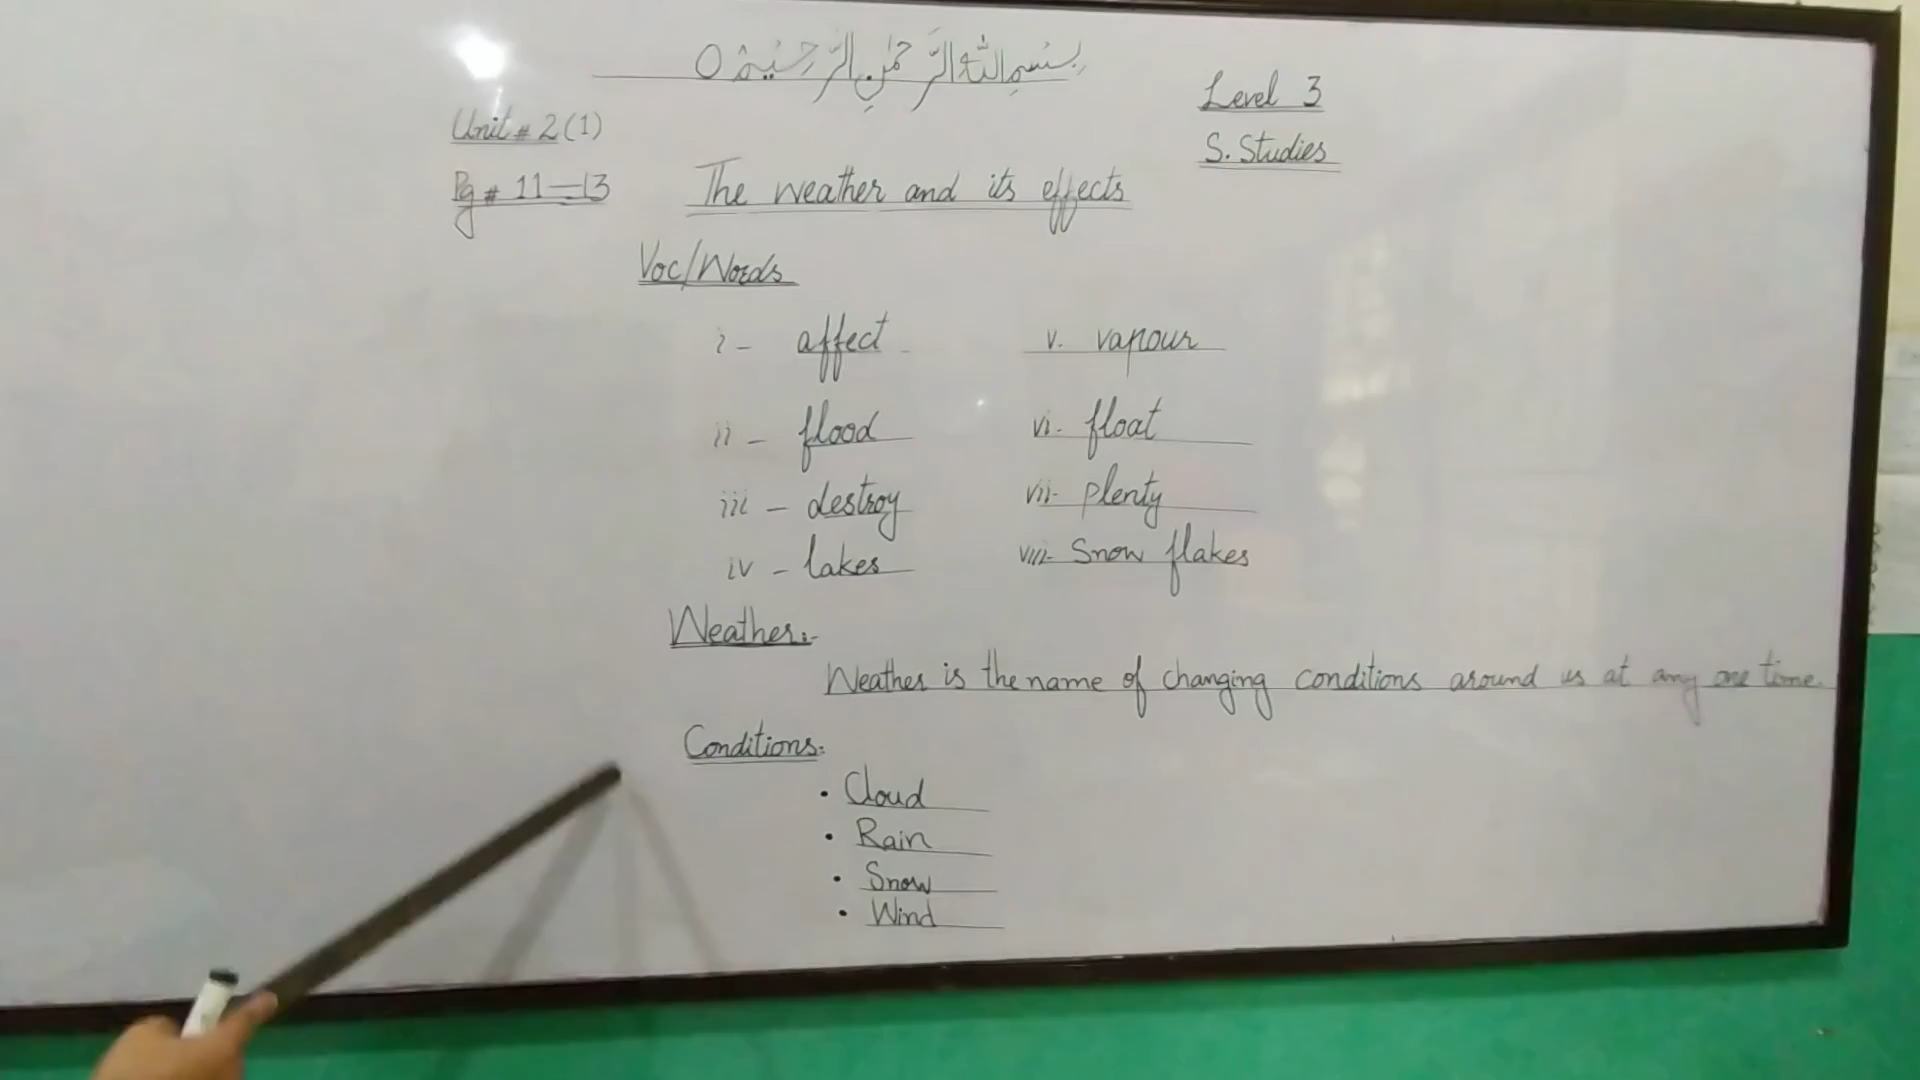 بِسْمِ اللهِ الرَّحْمٰنِ الرَّحِيْمِ ○
Level 3
S. Studies
Unit # 2(1)
Pg # 11—13
The weather and its effects
Voc/Words
i - affect
v. vapour
ii - flood
vi. float
iii - destroy
vii- plenty
iv - lakes
viii- Snow flakes
Weather:-
Weather is the name of changing conditions around us at any one time.
Conditions:
• Cloud
• Rain
• Snow
• Wind